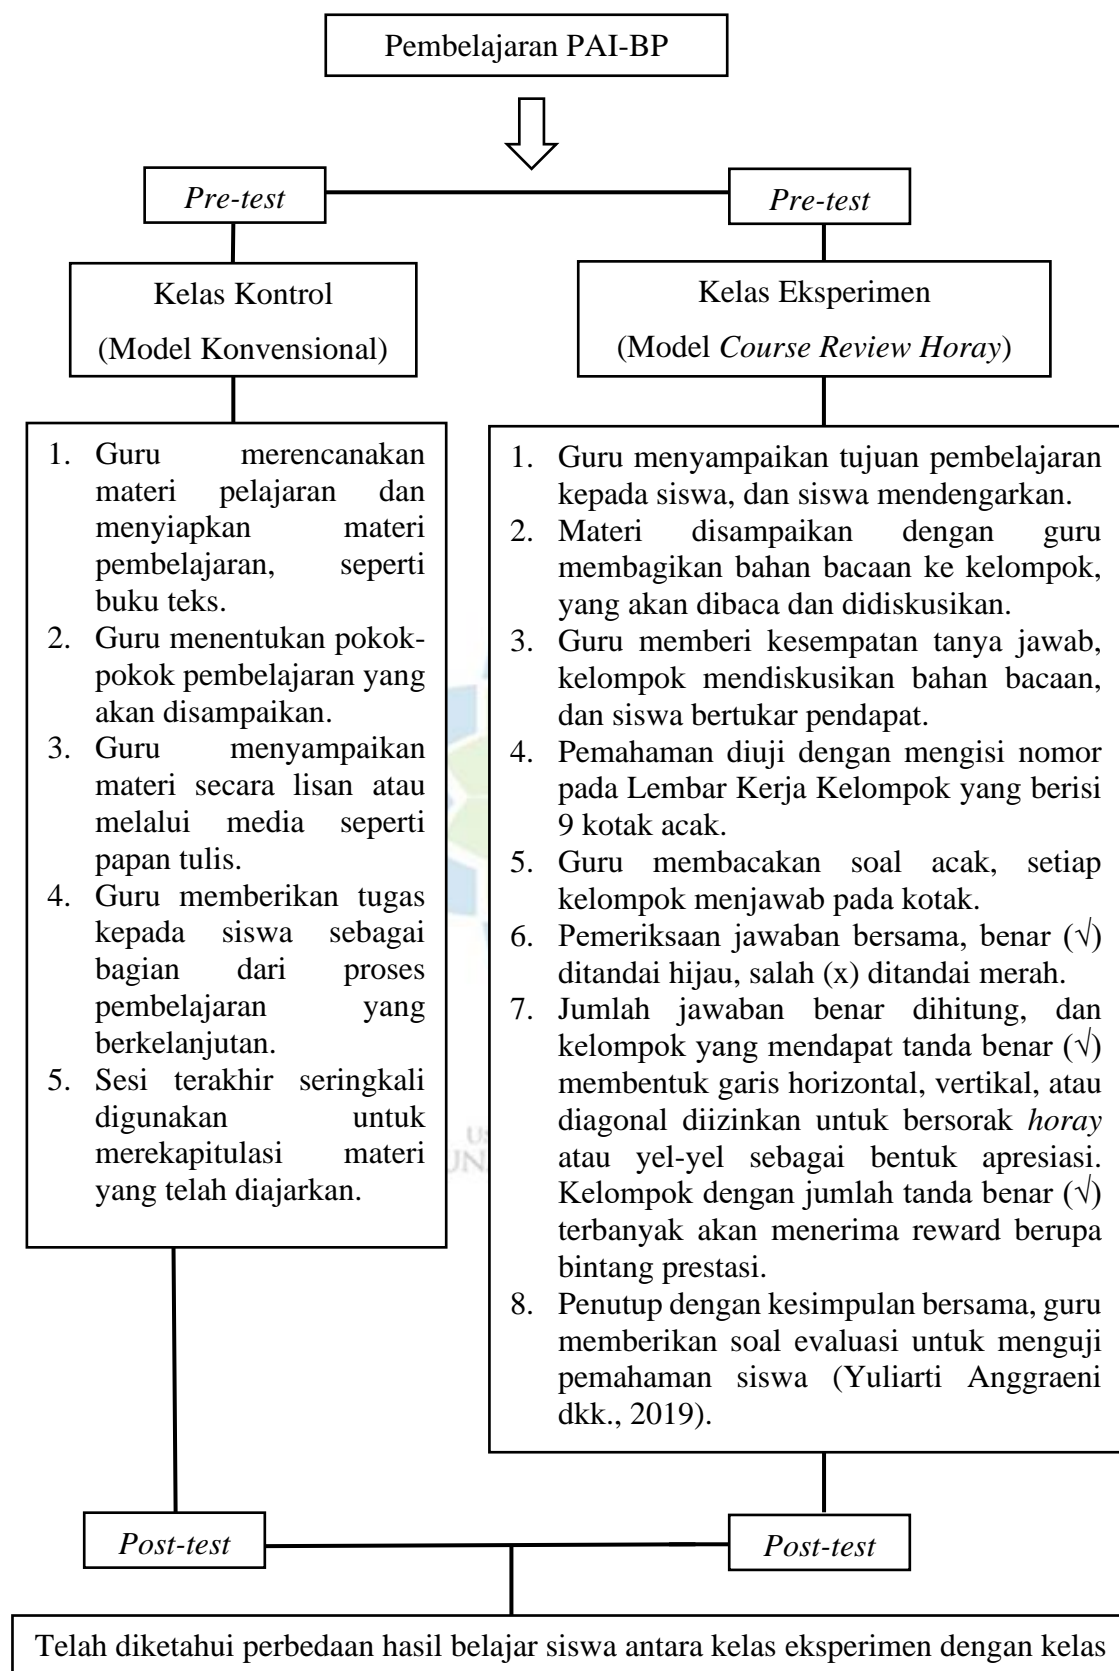 Pembelajaran PAI-BP
Pre-test
Pre-test
Kelas Kontrol
(Model Konvensional)
Kelas Eksperimen
(Model Course Review Horay)
1. Guru merencanakan
materi pelajaran dan
menyiapkan materi
pembelajaran, seperti
buku teks.
2. Guru menentukan pokok-
pokok pembelajaran yang
akan disampaikan.
3. Guru menyampaikan
materi secara lisan atau
melalui media seperti
papan tulis.
4. Guru memberikan tugas
kepada siswa sebagai
bagian dari proses
pembelajaran yang
berkelanjutan.
5. Sesi terakhir seringkali
digunakan untuk
merekapitulasi materi
yang telah diajarkan.
1. Guru menyampaikan tujuan pembelajaran
kepada siswa, dan siswa mendengarkan.
2. Materi disampaikan dengan guru
membagikan bahan bacaan ke kelompok,
yang akan dibaca dan didiskusikan.
3. Guru memberi kesempatan tanya jawab,
kelompok mendiskusikan bahan bacaan,
dan siswa bertukar pendapat.
4. Pemahaman diuji dengan mengisi nomor
pada Lembar Kerja Kelompok yang berisi
9 kotak acak.
5. Guru membacakan soal acak, setiap
kelompok menjawab pada kotak.
6. Pemeriksaan jawaban bersama, benar (√)
ditandai hijau, salah (x) ditandai merah.
7. Jumlah jawaban benar dihitung, dan
kelompok yang mendapat tanda benar (√)
membentuk garis horizontal, vertikal, atau
diagonal diizinkan untuk bersorak horay
atau yel-yel sebagai bentuk apresiasi.
Kelompok dengan jumlah tanda benar (√)
terbanyak akan menerima reward berupa
bintang prestasi.
8. Penutup dengan kesimpulan bersama, guru
memberikan soal evaluasi untuk menguji
pemahaman siswa (Yuliarti Anggraeni
dkk., 2019).
Post-test
Post-test
Telah diketahui perbedaan hasil belajar siswa antara kelas eksperimen dengan kelas